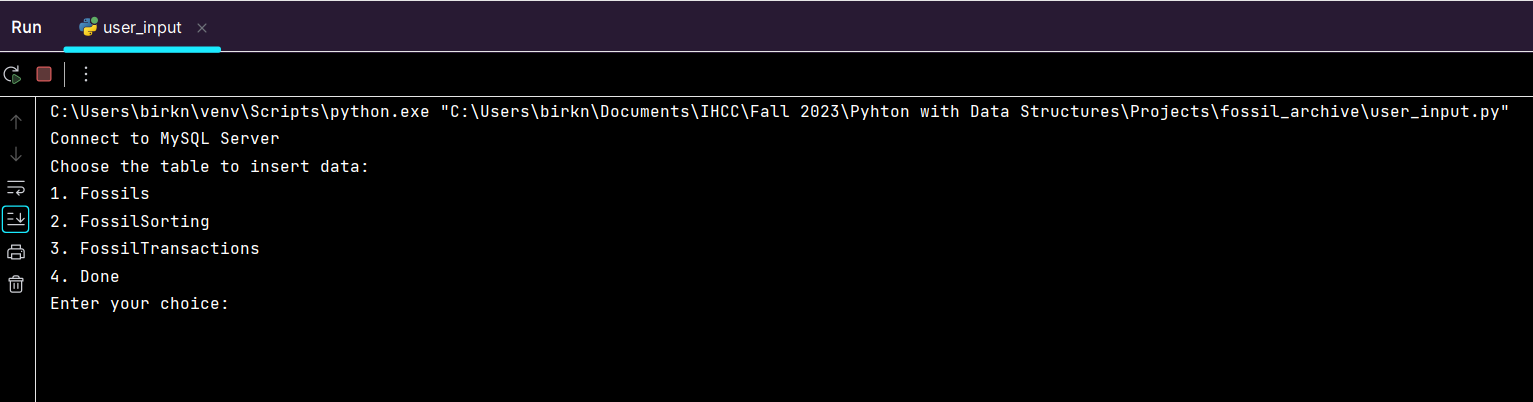 Run user_input
C:\Users\birkn\venv\Scripts\python.exe "C:\Users\birkn\Documents\IHCC\Fall 2023\Pyhton with Data Structures\Projects\fossil_archive\user_input.py"
Connect to MySQL Server
Choose the table to insert data:
1. Fossils
2. FossilSorting
3. FossilTransactions
4. Done
Enter your choice: